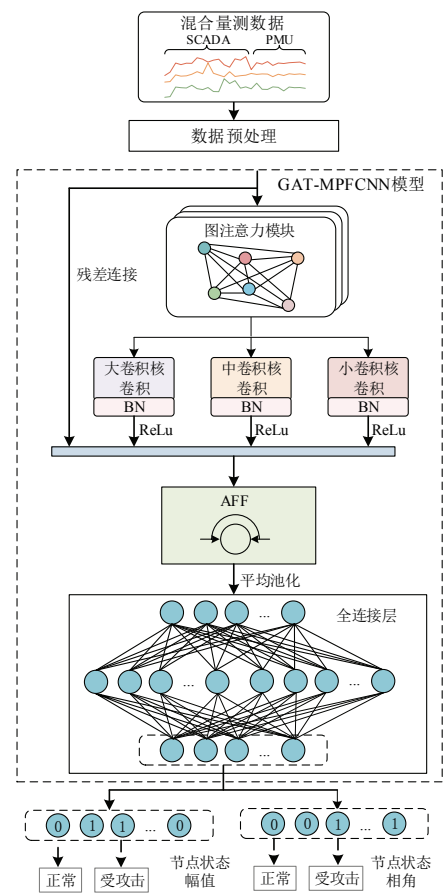 混合量测数据
SCADA PMU
数据预处理
GAT-MPFCNN模型
图注意力模块
残差连接
大卷积核
卷积
BN
中卷积核
卷积
BN
小卷积核
卷积
BN
ReLu ReLu ReLu
AFF
平均池化
全连接层
...
... ...
...
0 1 1 ... 0
0 0 1 ... 1
正常 受攻击 节点状态
幅值
正常 受攻击 节点状态
相角